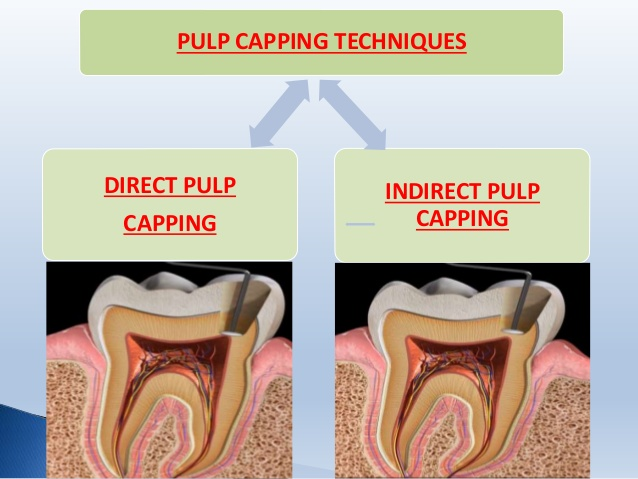 PULP CAPPING TECHNIQUES
DIRECT PULP
CAPPING
INDIRECT PULP
CAPPING